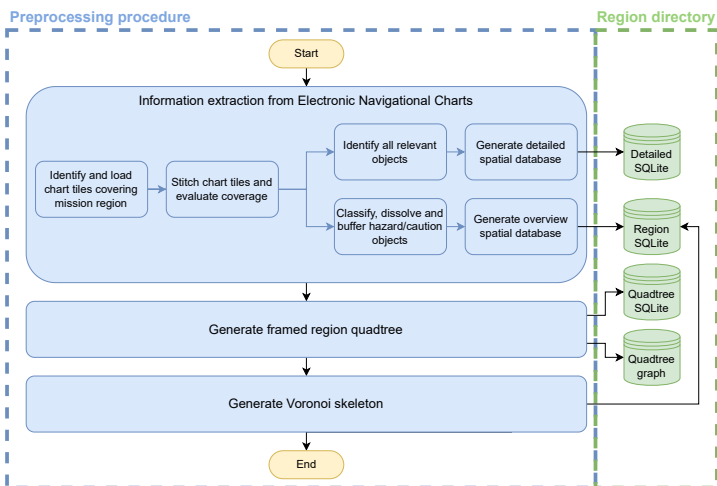 Preprocessing procedure
Region directory
Start
Information extraction from Electronic Navigational Charts
Identify and load
chart tiles covering
mission region
Stitch chart tiles and
evaluate coverage
Identify all relevant
objects
Generate detailed
spatial database
Classify, dissolve and
buffer hazard/caution
objects
Generate overview
spatial database
Detailed
SQLite
Region
SQLite
Quadtree
SQLite
Quadtree
graph
Generate framed region quadtree
Generate Voronoi skeleton
End